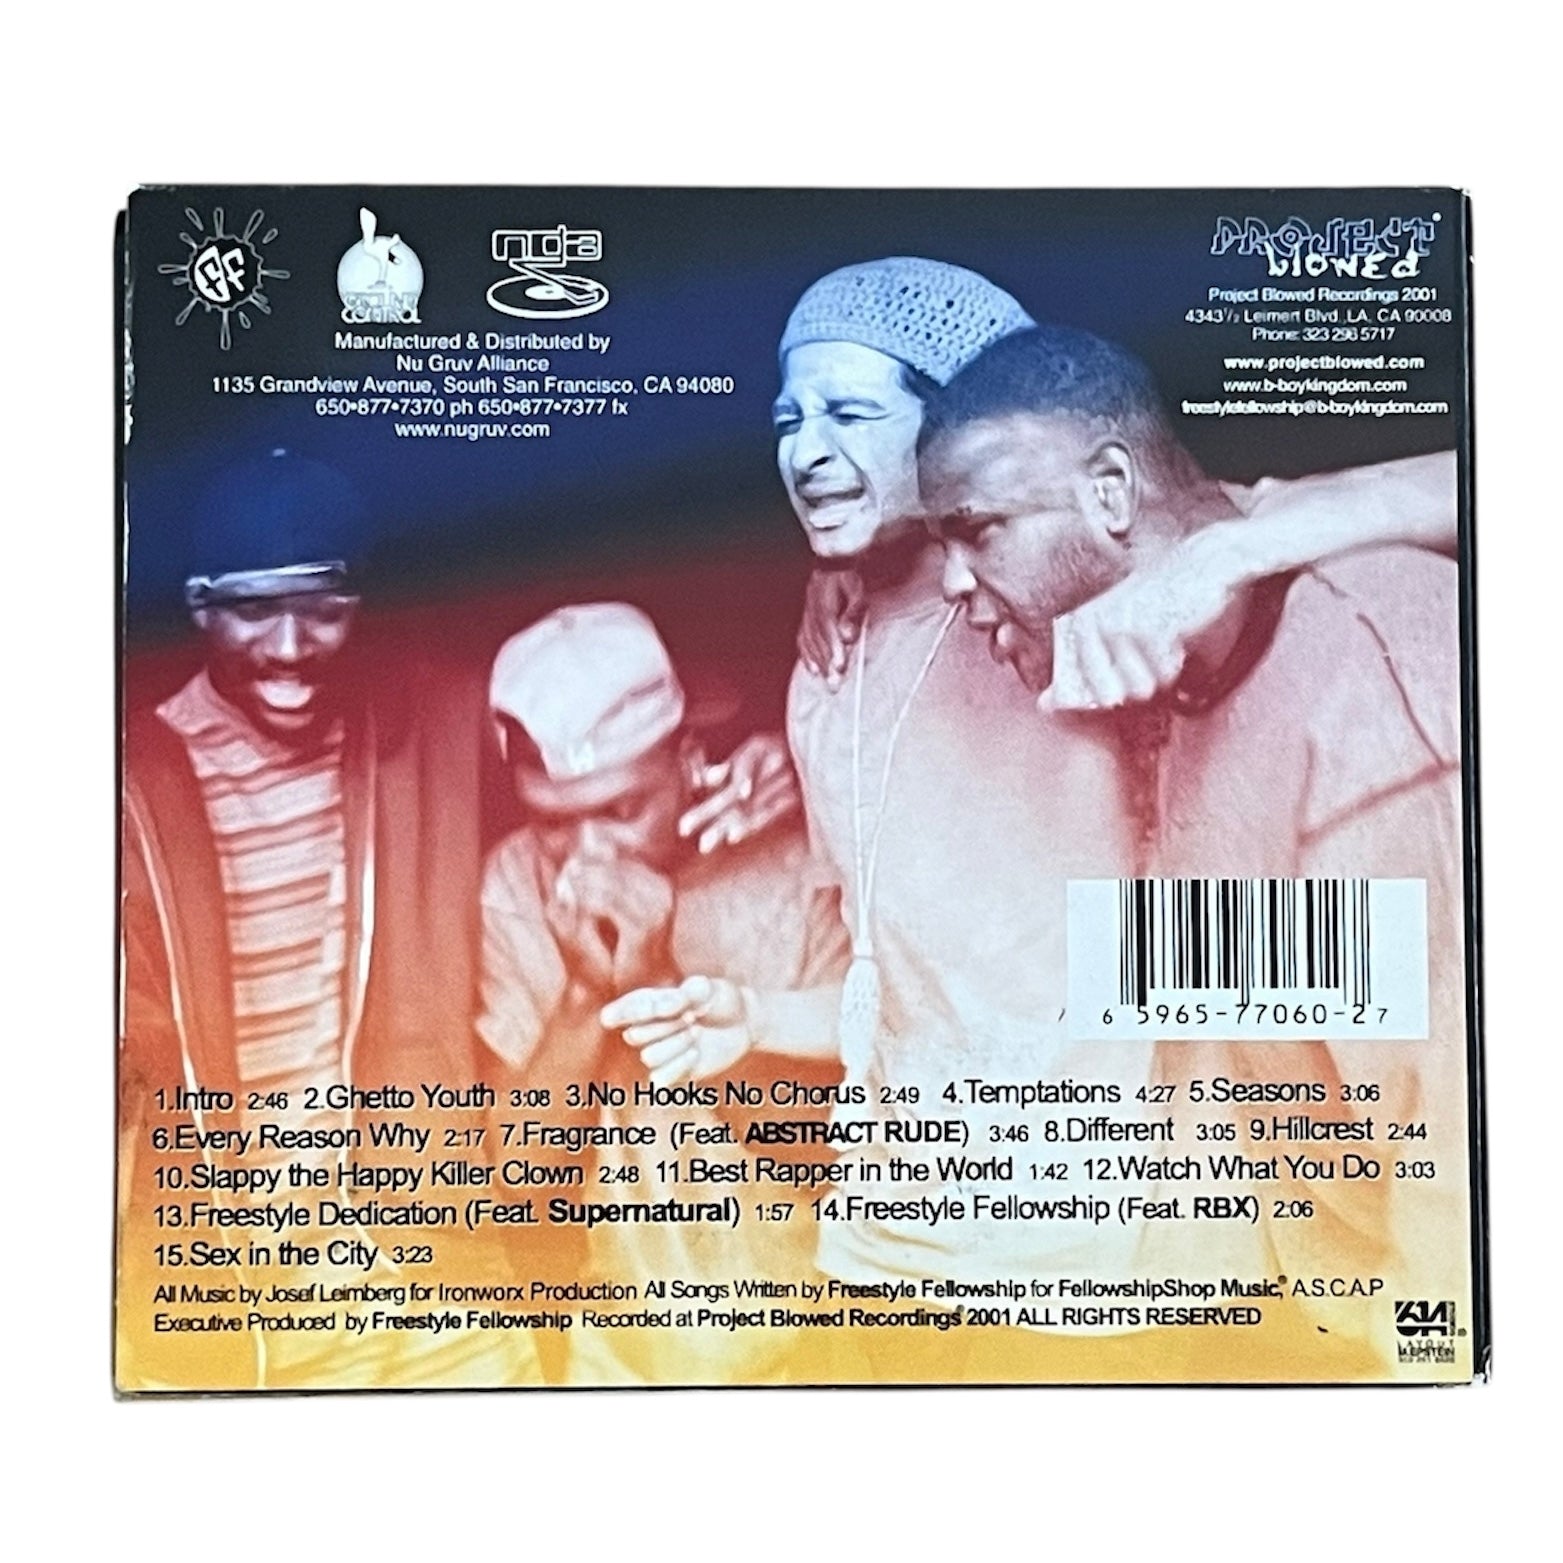 ff
nga
Manufactured & Distributed by
Nu Gruv Alliance
1135 Grandview Avenue, South San Francisco, CA 94080
650•877•7370 ph 650•877•7377 fx
www.nugruv.com
PROJECT
blowed
Project Blowed Recordings 2001
4343½ Leimert Blvd., LA, CA 90008
Phone: 323 296 5717
www.projectblowed.com
www.b-boykingdom.com
freestylefellowship@b-boykingdom.com
6 5965-77060-2 7
1.Intro 2:46 2.Ghetto Youth 3:08 3.No Hooks No Chorus 2:49 4.Temptations 4:27 5.Seasons 3:06
6.Every Reason Why 2:17 7.Fragrance (Feat. ABSTRACT RUDE) 3:46 8.Different 3:05 9.Hillcrest 2:44
10.Slappy the Happy Killer Clown 2:48 11.Best Rapper in the World 1:42 12.Watch What You Do 3:03
13.Freestyle Dedication (Feat. Supernatural) 1:57 14.Freestyle Fellowship (Feat. RBX) 2:06
15.Sex in the City 3:23
All Music by Josef Leimberg for Ironworx Production All Songs Written by Freestyle Fellowship for FellowshipShop Music, A.S.C.A.P
Executive Produced by Freestyle Fellowship Recorded at Project Blowed Recordings 2001 ALL RIGHTS RESERVED
LAYOUT
M.EPSTEIN